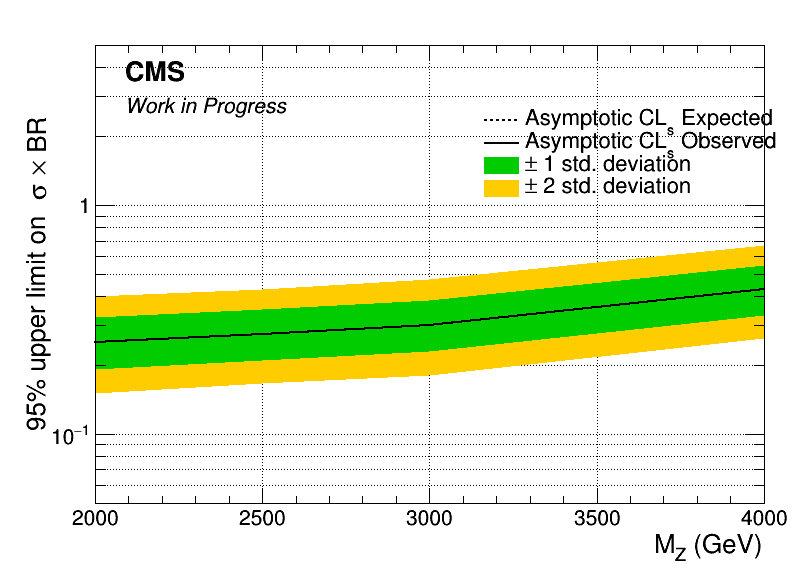 CMS
Work in Progress
Asymptotic CLs Expected
Asymptotic CLs Observed
± 1 std. deviation
± 2 std. deviation
95% upper limit on σ × BR
1
10⁻¹
2000 2500 3000 3500 4000
M_Z (GeV)